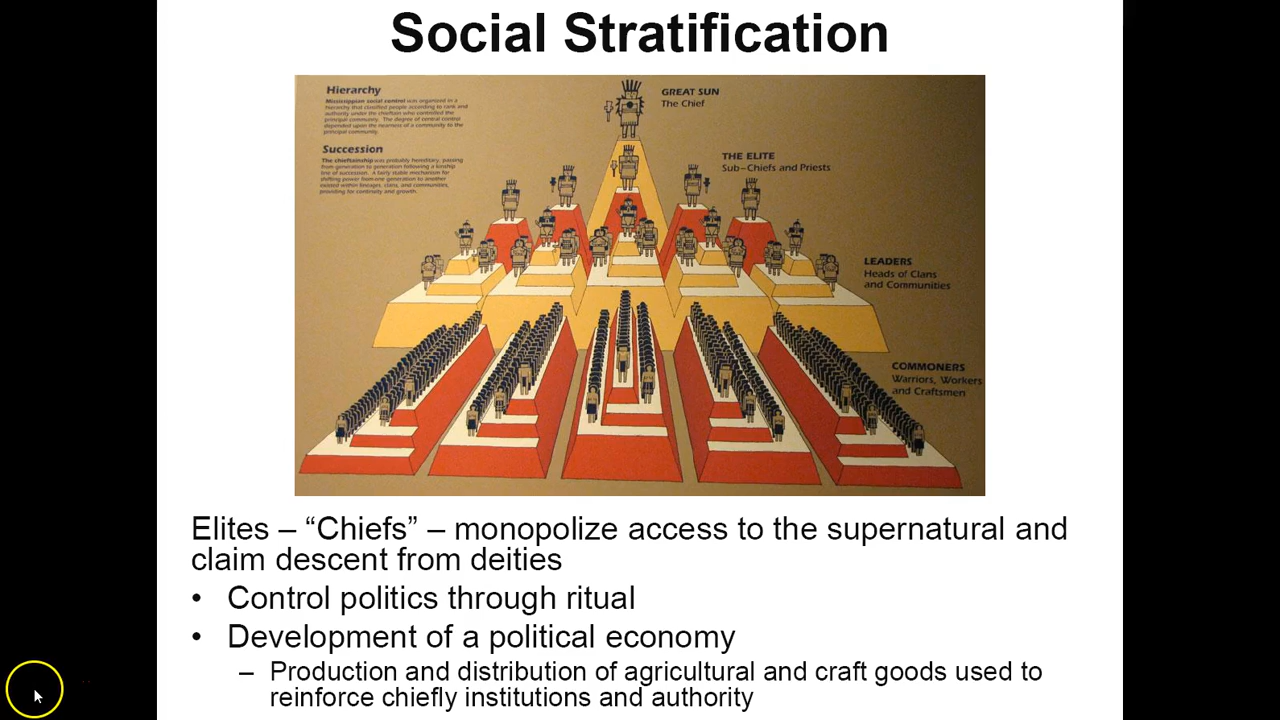 Social Stratification
Hierarchy
Mississippian social control was organized in a
hierarchy that classified people according to rank and
authority under the chieftain who controlled the
principal community. The degree of central control
depended upon the nearness of a community to the
principal community.
Succession
The chieftainship was probably hereditary, passing
from generation to generation following a kinship
line of succession. A fairly stable mechanism for
shifting power from one generation to another
existed within lineages, clans, and communities,
providing for continuity and growth.
GREAT SUN
The Chief
THE ELITE
Sub-Chiefs and Priests
LEADERS
Heads of Clans
and Communities
COMMONERS
Warriors, Workers
and Craftsmen
Elites – “Chiefs” – monopolize access to the supernatural and
claim descent from deities
• Control politics through ritual
• Development of a political economy
– Production and distribution of agricultural and craft goods used to
reinforce chiefly institutions and authority